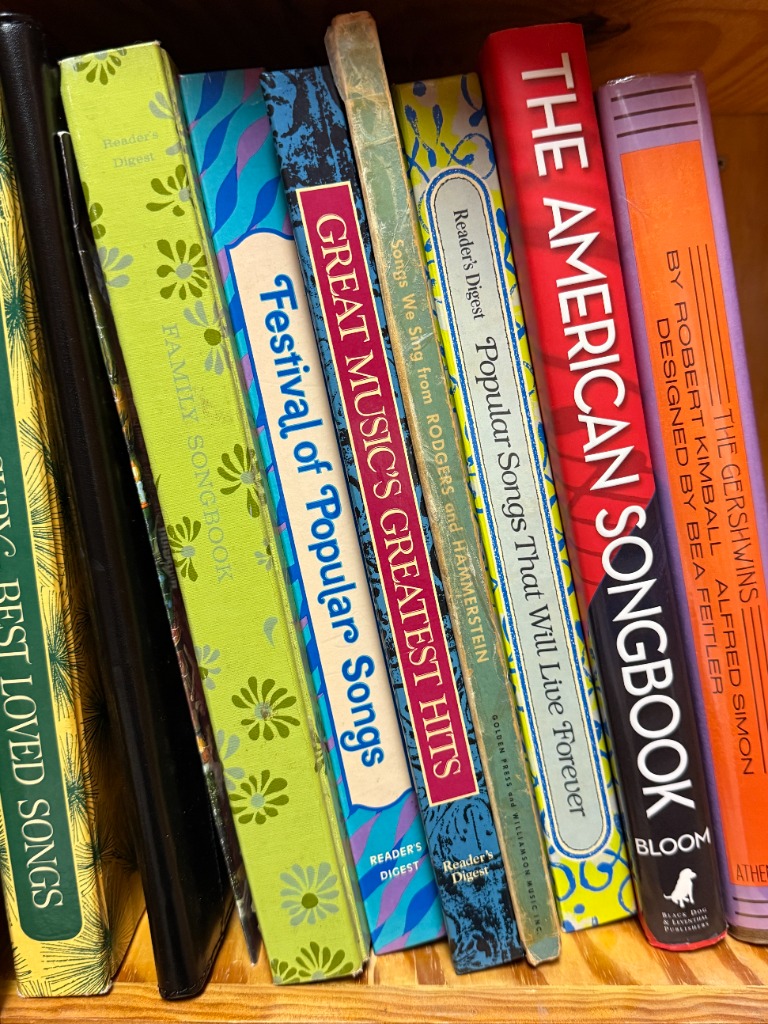 BEST LOVED SONGS
Reader's
Digest
FAMILY SONGBOOK
Festival of Popular Songs
READER'S
DIGEST
GREAT MUSIC'S GREATEST HITS
Reader's
Digest
Songs We Sing from RODGERS and HAMMERSTEIN
GOLDEN PRESS and WILLIAMSON MUSIC INC.
Reader's Digest
Popular Songs That Will Live Forever
THE AMERICAN SONGBOOK
BLOOM
BLACK DOG
& LEVENTHAL
PUBLISHERS
THE GERSHWINS
BY ROBERT KIMBALL ALFRED SIMON
DESIGNED BY BEA FEITLER